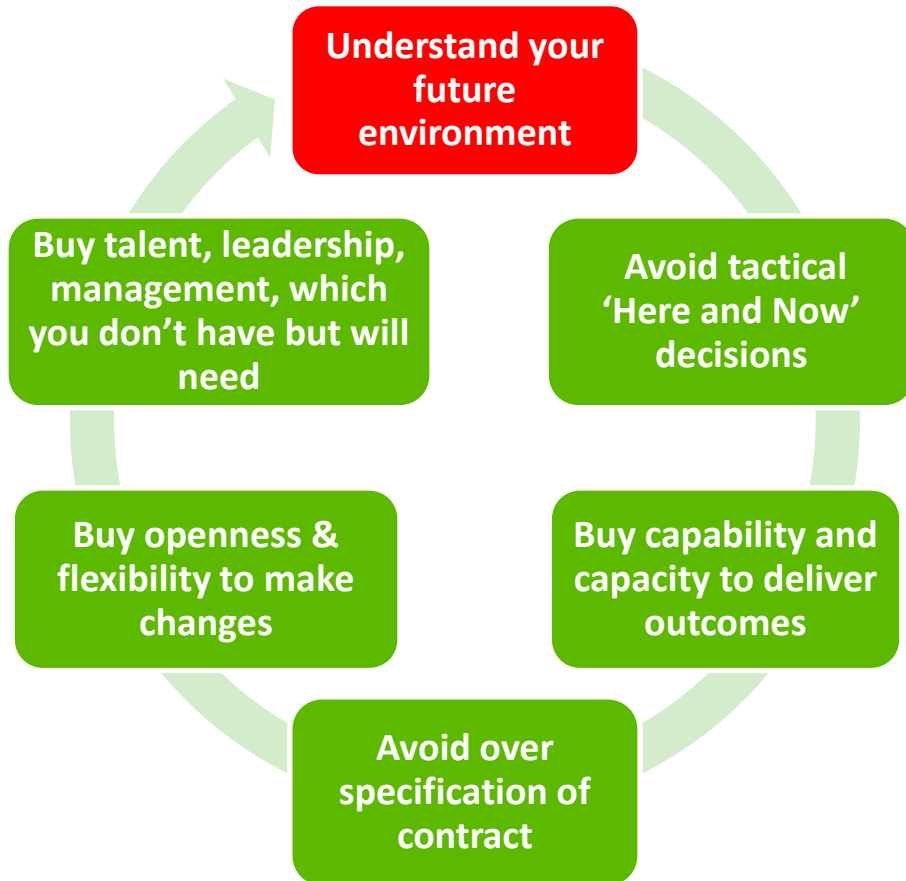 Understand your
future
environment
Avoid tactical
‘Here and Now’
decisions
Buy capability and
capacity to deliver
outcomes
Avoid over
specification of
contract
Buy openness &
flexibility to make
changes
Buy talent, leadership,
management, which
you don’t have but will
need